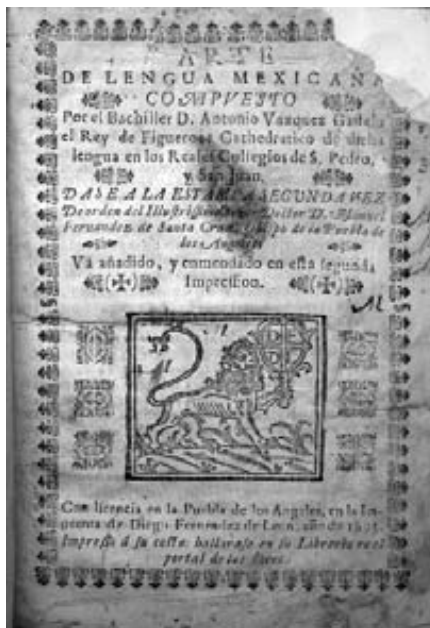 ARTE
DE LENGUA MEXICANA
COMPVESTO
Por el Bachiller D. Antonio Vazquez Gastelu
el Rey de Figueroa Cathedratico de dicha
lengua en los Reales Collegios de S. Pedro,
y San Juan.
DASE A LA ESTAMPA SEGUNDA VEZ
De orden del Illustrissimo Doctor D. Manuel
Fernandez de Santa Cruz, Obispo de la Puebla de
los Angeles
Va añadido, y enmendado en esta segunda
Impression.
Con licencia en la Puebla de los Angeles, en la Im-
prenta de Diego Fernandez de Leon, año de
Impresso à su costa: hallarase en su Libreria en el
portal de las flores.